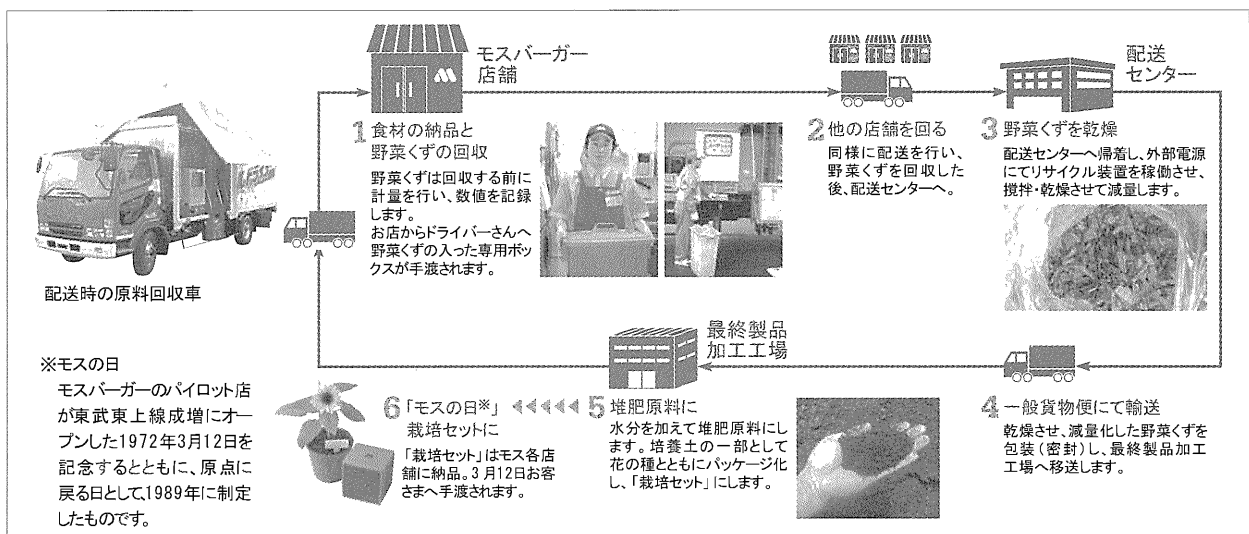 モスバーガー
店舗
1 食材の納品と
野菜くずの回収
野菜くずは回収する前に
計量を行い、数値を記録
します。
お店からドライバーさんへ
野菜くずの入った専用ボッ
クスが手渡されます。
2 他の店舗を回る
同様に配送を行い、
野菜くずを回収した
後、配送センターへ。
配送
センター
3 野菜くずを乾燥
配送センターへ帰着し、外部電源
にてリサイクル装置を稼働させ、
攪拌・乾燥させて減量します。
4 一般貨物便にて輸送
乾燥させ、減量化した野菜くずを
包装(密封)し、最終製品加工
工場へ移送します。
最終製品
加工工場
5 堆肥原料に
水分を加えて堆肥原料にし
ます。培養土の一部として
花の種とともにパッケージ化
し、「栽培セット」にします。
6 「モスの日※」
栽培セットに
「栽培セット」はモス各店
舗に納品。3月12日お客
さまへ手渡されます。
配送時の原料回収車
※モスの日
モスバーガーのパイロット店
が東武東上線成増にオー
プンした1972年3月12日を
記念するとともに、原点に
戻る日として、1989年に制定
したものです。